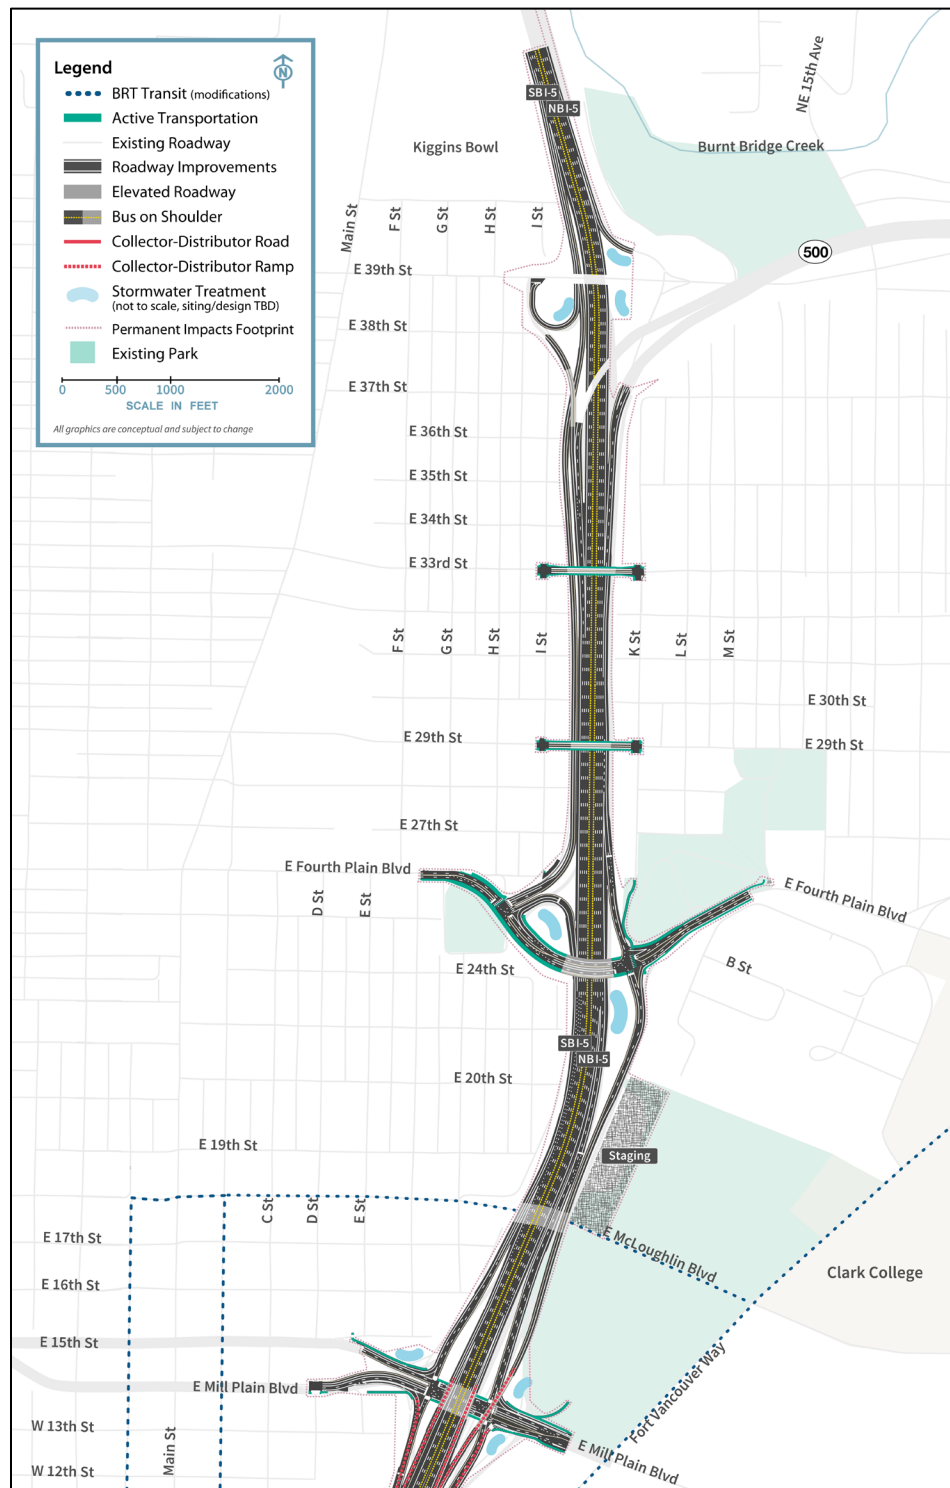 Legend
N
BRT Transit (modifications)
Active Transportation
Existing Roadway
Roadway Improvements
Elevated Roadway
Bus on Shoulder
Collector-Distributor Road
Collector-Distributor Ramp
Stormwater Treatment
(not to scale, siting/design TBD)
Permanent Impacts Footprint
Existing Park
0 500 1000 2000
SCALE IN FEET
All graphics are conceptual and subject to change
NE 15th Ave
SBI-5
NBI-5
Kiggins Bowl
Burnt Bridge Creek
Main St
F St
G St
H St
I St
500
E 39th St
E 38th St
E 37th St
E 36th St
E 35th St
E 34th St
E 33rd St
F St
G St
H St
I St
K St
L St
M St
E 30th St
E 29th St
E 29th St
E 27th St
E Fourth Plain Blvd
E Fourth Plain Blvd
D St
E St
E 24th St
B St
SBI-5
NBI-5
E 20th St
E 19th St
Staging
C St
D St
E St
E 17th St
E McLoughlin Blvd
Clark College
E 16th St
E 15th St
Fort Vancouver Way
E Mill Plain Blvd
W 13th St
Main St
E Mill Plain Blvd
W 12th St